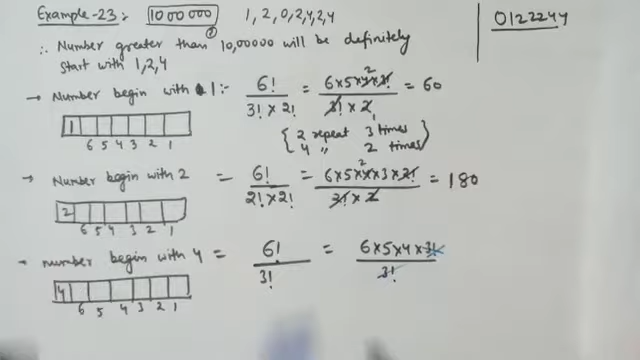 Example-23: 1000000 1, 2, 0, 2, 4, 2, 4
0122244
∴ Number greater than 10,00000 will be definitely
start with 1, 2, 4
→ Number begin with 1:- 6! / 3! × 2! = 6×5×4×3! / 3! × 2 = 60
1
6 5 4 3 2 1
{ 2 repeat 3 times
4 〃 2 times }
→ Number begin with 2 = 6! / 2! × 2! = 6×5×4×3×2! / 2! × 2 = 180
2
6 5 4 3 2 1
→ number begin with 4 = 6! / 3! = 6×5×4×3! / 3!
4
6 5 4 3 2 1